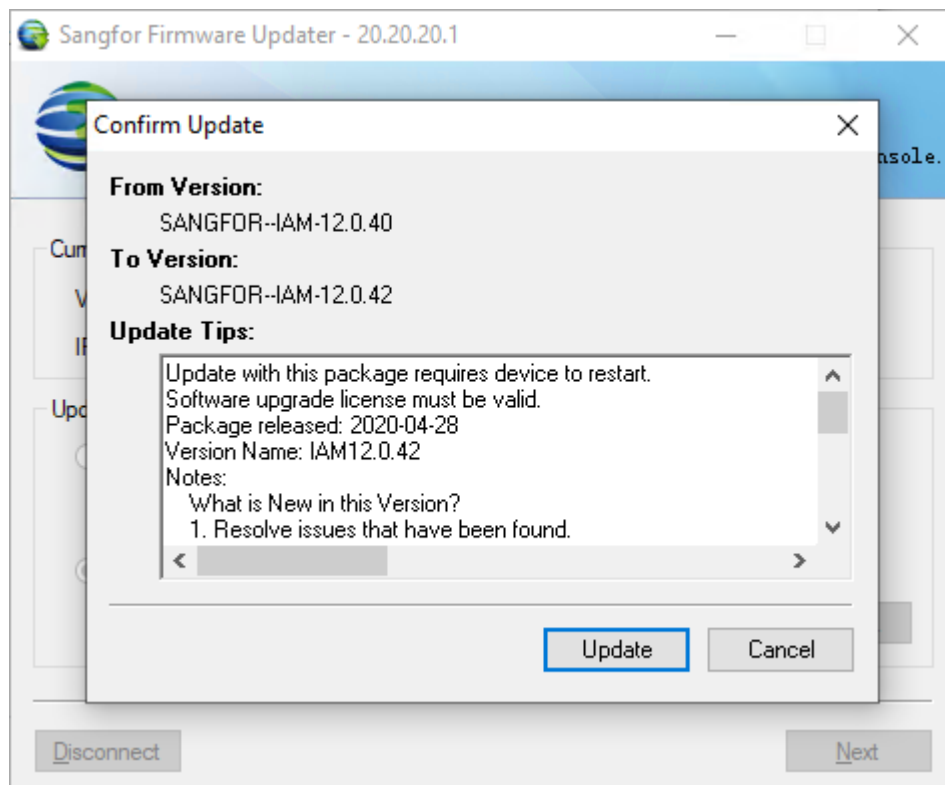 Sangfor Firmware Updater - 20.20.20.1
Confirm Update
From Version:
SANGFOR--IAM-12.0.40
To Version:
SANGFOR--IAM-12.0.42
Update Tips:
Update with this package requires device to restart.
Software upgrade license must be valid.
Package released: 2020-04-28
Version Name: IAM12.0.42
Notes:
What is New in this Version?
1. Resolve issues that have been found.
Update
Cancel
Disconnect
Next